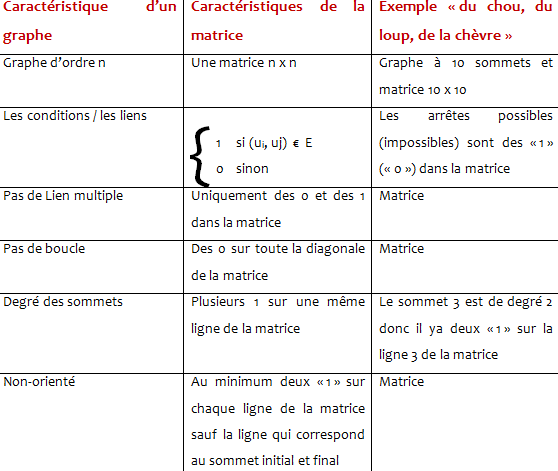 Caractéristique d'un graphe
Caractéristiques de la matrice
Exemple « du chou, du loup, de la chèvre »
Graphe d'ordre n
Une matrice n x n
Graphe à 10 sommets et matrice 10 x 10
Les conditions / les liens
{ 1 si (ui, uj) € E
0 sinon
Les arrêtes possibles (impossibles) sont des « 1 » (« 0 ») dans la matrice
Pas de Lien multiple
Uniquement des 0 et des 1 dans la matrice
Matrice
Pas de boucle
Des 0 sur toute la diagonale de la matrice
Matrice
Degré des sommets
Plusieurs 1 sur une même ligne de la matrice
Le sommet 3 est de degré 2 donc il ya deux « 1 » sur la ligne 3 de la matrice
Non-orienté
Au minimum deux « 1 » sur chaque ligne de la matrice sauf la ligne qui correspond au sommet initial et final
Matrice